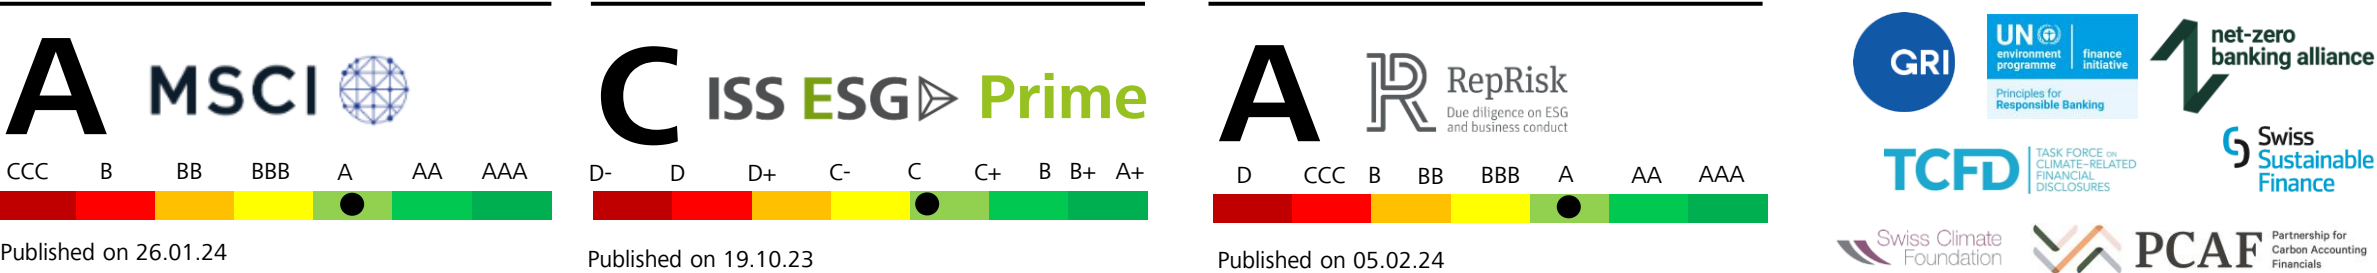 A MSCI
CCC B BB BBB A AA AAA
Published on 26.01.24
C ISS ESG Prime
D- D D+ C- C C+ B B+ A+
Published on 19.10.23
A RepRisk
Due diligence on ESG
and business conduct
D CCC B BB BBB A AA AAA
Published on 05.02.24
GRI
UN
environment
programme
finance
initiative
Principles for
Responsible Banking
net-zero
banking alliance
TCFD
TASK FORCE ON
CLIMATE-RELATED
FINANCIAL
DISCLOSURES
Swiss
Sustainable
Finance
Swiss Climate
Foundation
PCAF
Partnership for
Carbon Accounting
Financials